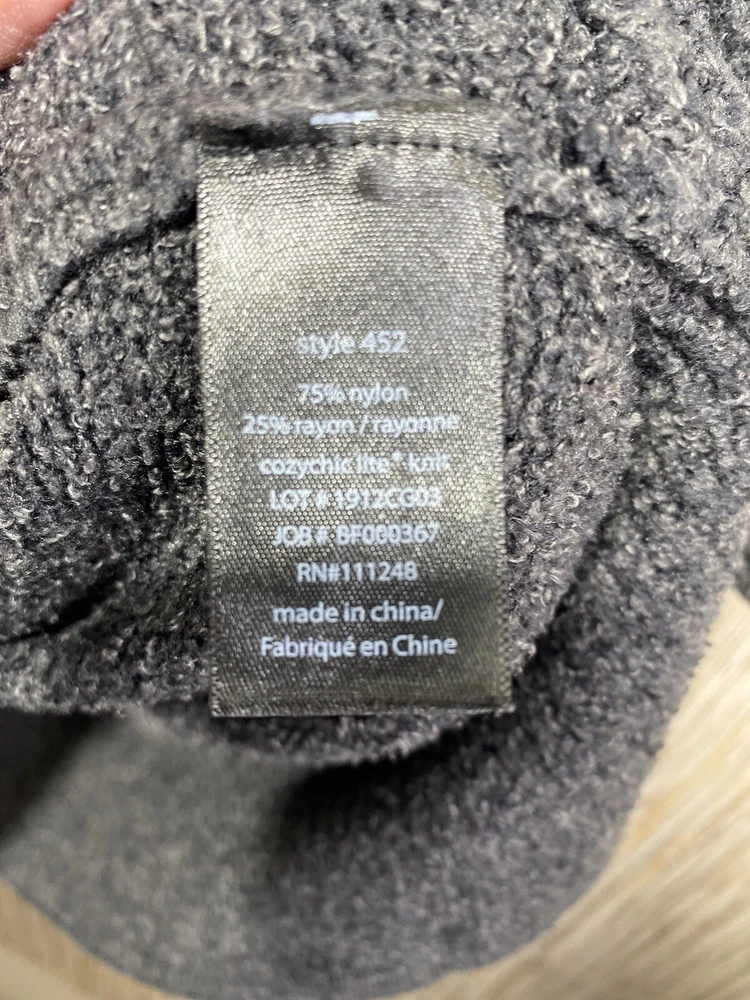 style 452
75% nylon
25% rayon / rayonne
cozychic lite® knit
LOT # 1912CG03
JOB # BF000367
RN#111248
made in china/
Fabriqué en Chine